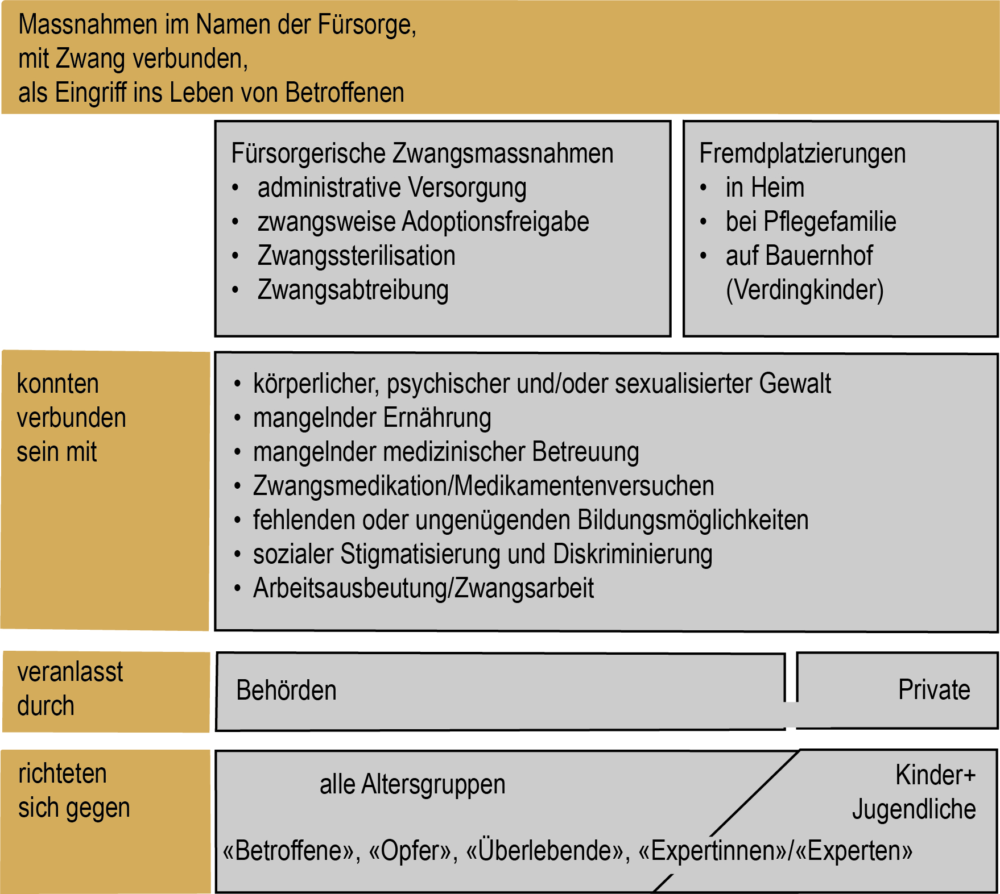 Massnahmen im Namen der Fürsorge,
mit Zwang verbunden,
als Eingriff ins Leben von Betroffenen
Fürsorgerische Zwangsmassnahmen
• administrative Versorgung
• zwangsweise Adoptionsfreigabe
• Zwangssterilisation
• Zwangsabtreibung
Fremdplatzierungen
• in Heim
• bei Pflegefamilie
• auf Bauernhof
(Verdingkinder)
konnten
verbunden
sein mit
• körperlicher, psychischer und/oder sexualisierter Gewalt
• mangelnder Ernährung
• mangelnder medizinischer Betreuung
• Zwangsmedikation/Medikamentenversuchen
• fehlenden oder ungenügenden Bildungsmöglichkeiten
• sozialer Stigmatisierung und Diskriminierung
• Arbeitsausbeutung/Zwangsarbeit
veranlasst
durch
Behörden
Private
richteten
sich gegen
alle Altersgruppen
Kinder+
Jugendliche
«Betroffene», «Opfer», «Überlebende», «Expertinnen»/«Experten»